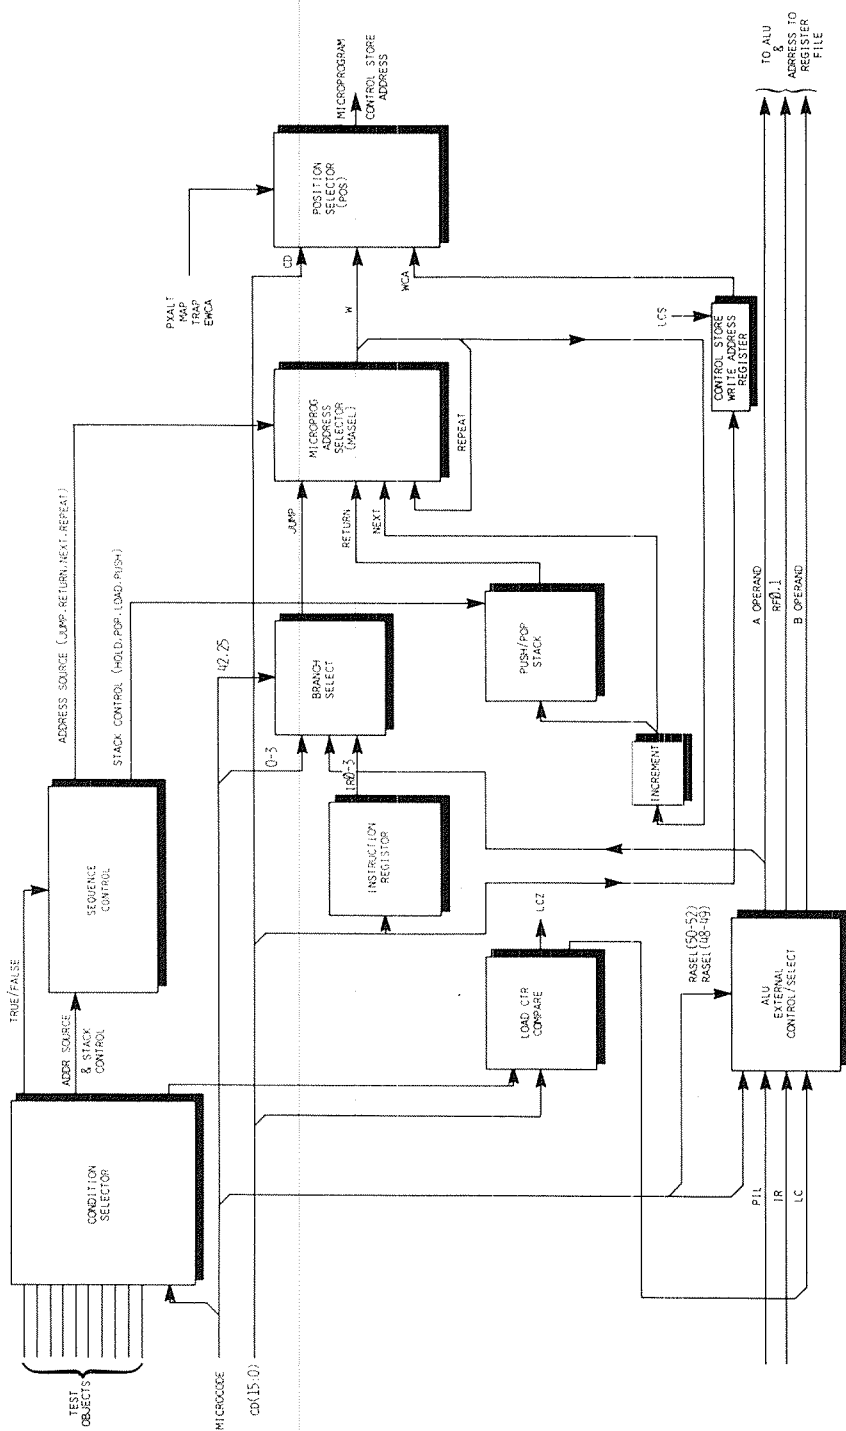 TEST
OBJECTS
CONDITION
SELECTOR
TRUE/FALSE
ADDR SOURCE
& STACK
CONTROL
SEQUENCE
CONTROL
ADDRESS SOURCE (JUMP.RETURN.NEXT.REPEAT)
STACK CONTROL (HOLD.POP.LOAD.PUSH)
MICROCODE
CD(15:0)
0-3
42.25
BRANCH
SELECT
IRØ-3
INSTRUCTION
REGISTOR
LOAD CTR
COMPARE
LCZ
PUSH/POP
STACK
INCREMENT
JUMP
RETURN
NEXT
REPEAT
MICROPROG
ADDRESS
SELECTOR
(MASEL)
W
CD
WCA
PXALT
MAP
TRAP
EWCA
POSITION
SELECTOR
(POS)
MICROPROGRAM
CONTROL STORE
ADDRESS
LCS
CONTROL STORE
WRITE ADDRESS
REGISTER
RASEL(50-52)
RASEL(48-49)
PIL
IR
LC
ALU
EXTERNAL
CONTROL/SELECT
A OPERAND
RFØ.1
B OPERAND
TO ALU
&
ADRRESS TO
REGISTER
FILE